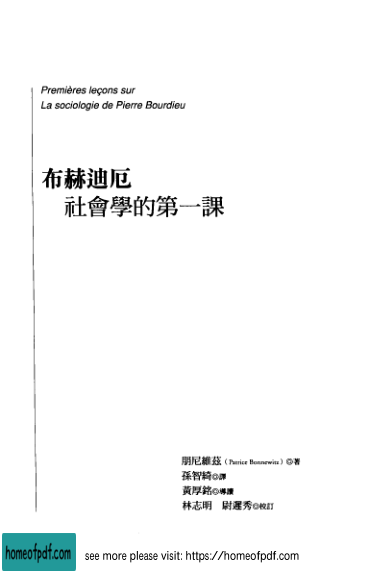 Premières leçons sur
La sociologie de Pierre Bourdieu
布赫迪厄
社會學的第一課
朋尼維茲（Patrice Bonnewitz）◎著
孫智綺◎譯
黃厚銘◎導讀
林志明　尉遲秀◎校訂
homeofpdf.com
see more please visit: https://homeofpdf.com